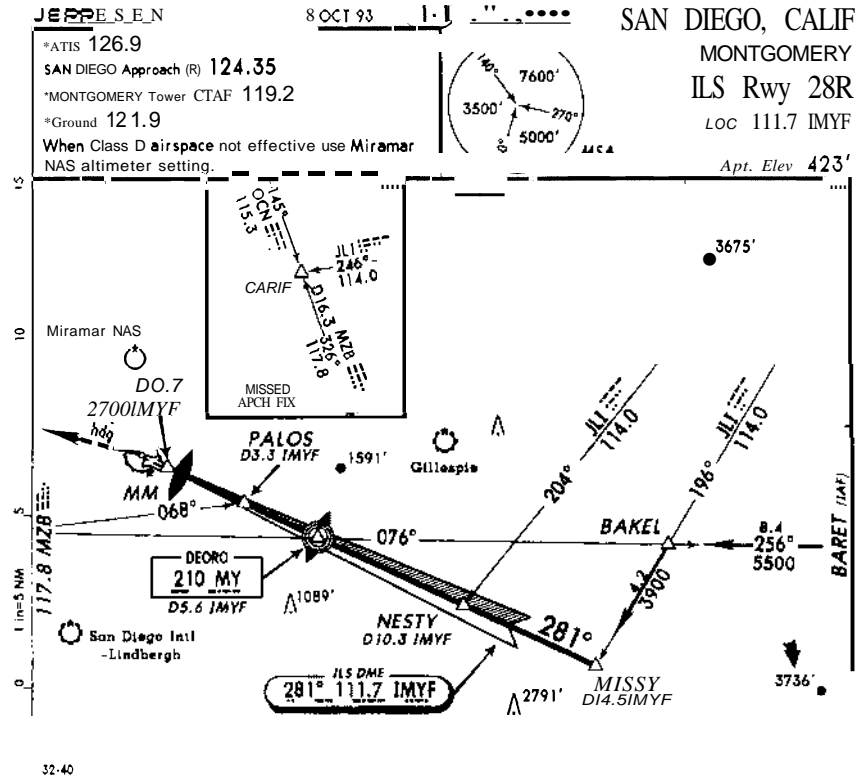 JEPPESEN 8 OCT 93 1-1
SAN DIEGO, CALIF
MONTGOMERY
ILS Rwy 28R
LOC 111.7 IMYF
Apt. Elev 423'
*ATIS 126.9
SAN DIEGO Approach (R) 124.35
*MONTGOMERY Tower CTAF 119.2
*Ground 121.9
When Class D airspace not effective use Miramar
NAS altimeter setting.
140°
7600'
3500'
270°
5000'
MSA
15
145°
OCN
115.3
JLI
246°
114.0
CARIF
D16.3 MZB
326°
117.8
MISSED
APCH FIX
3675'
10
Miramar NAS
D0.7
2700IMYF
hdg
PALOS
D3.3 IMYF
1591'
Gillespie
JLI
114.0
204°
JLI
114.0
196°
MM
068°
5
117.8 MZB
076°
BAKEL
8.4
256°
5500
BARET (IAF)
4.2
3900
DEORO
210 MY
D5.6 IMYF
1089'
NESTY
D10.3 IMYF
281°
1 in=5 NM
San Diego Intl
-Lindbergh
ILS DME
281° 111.7 IMYF
2791'
MISSY
D14.5IMYF
3736'
0
32-40